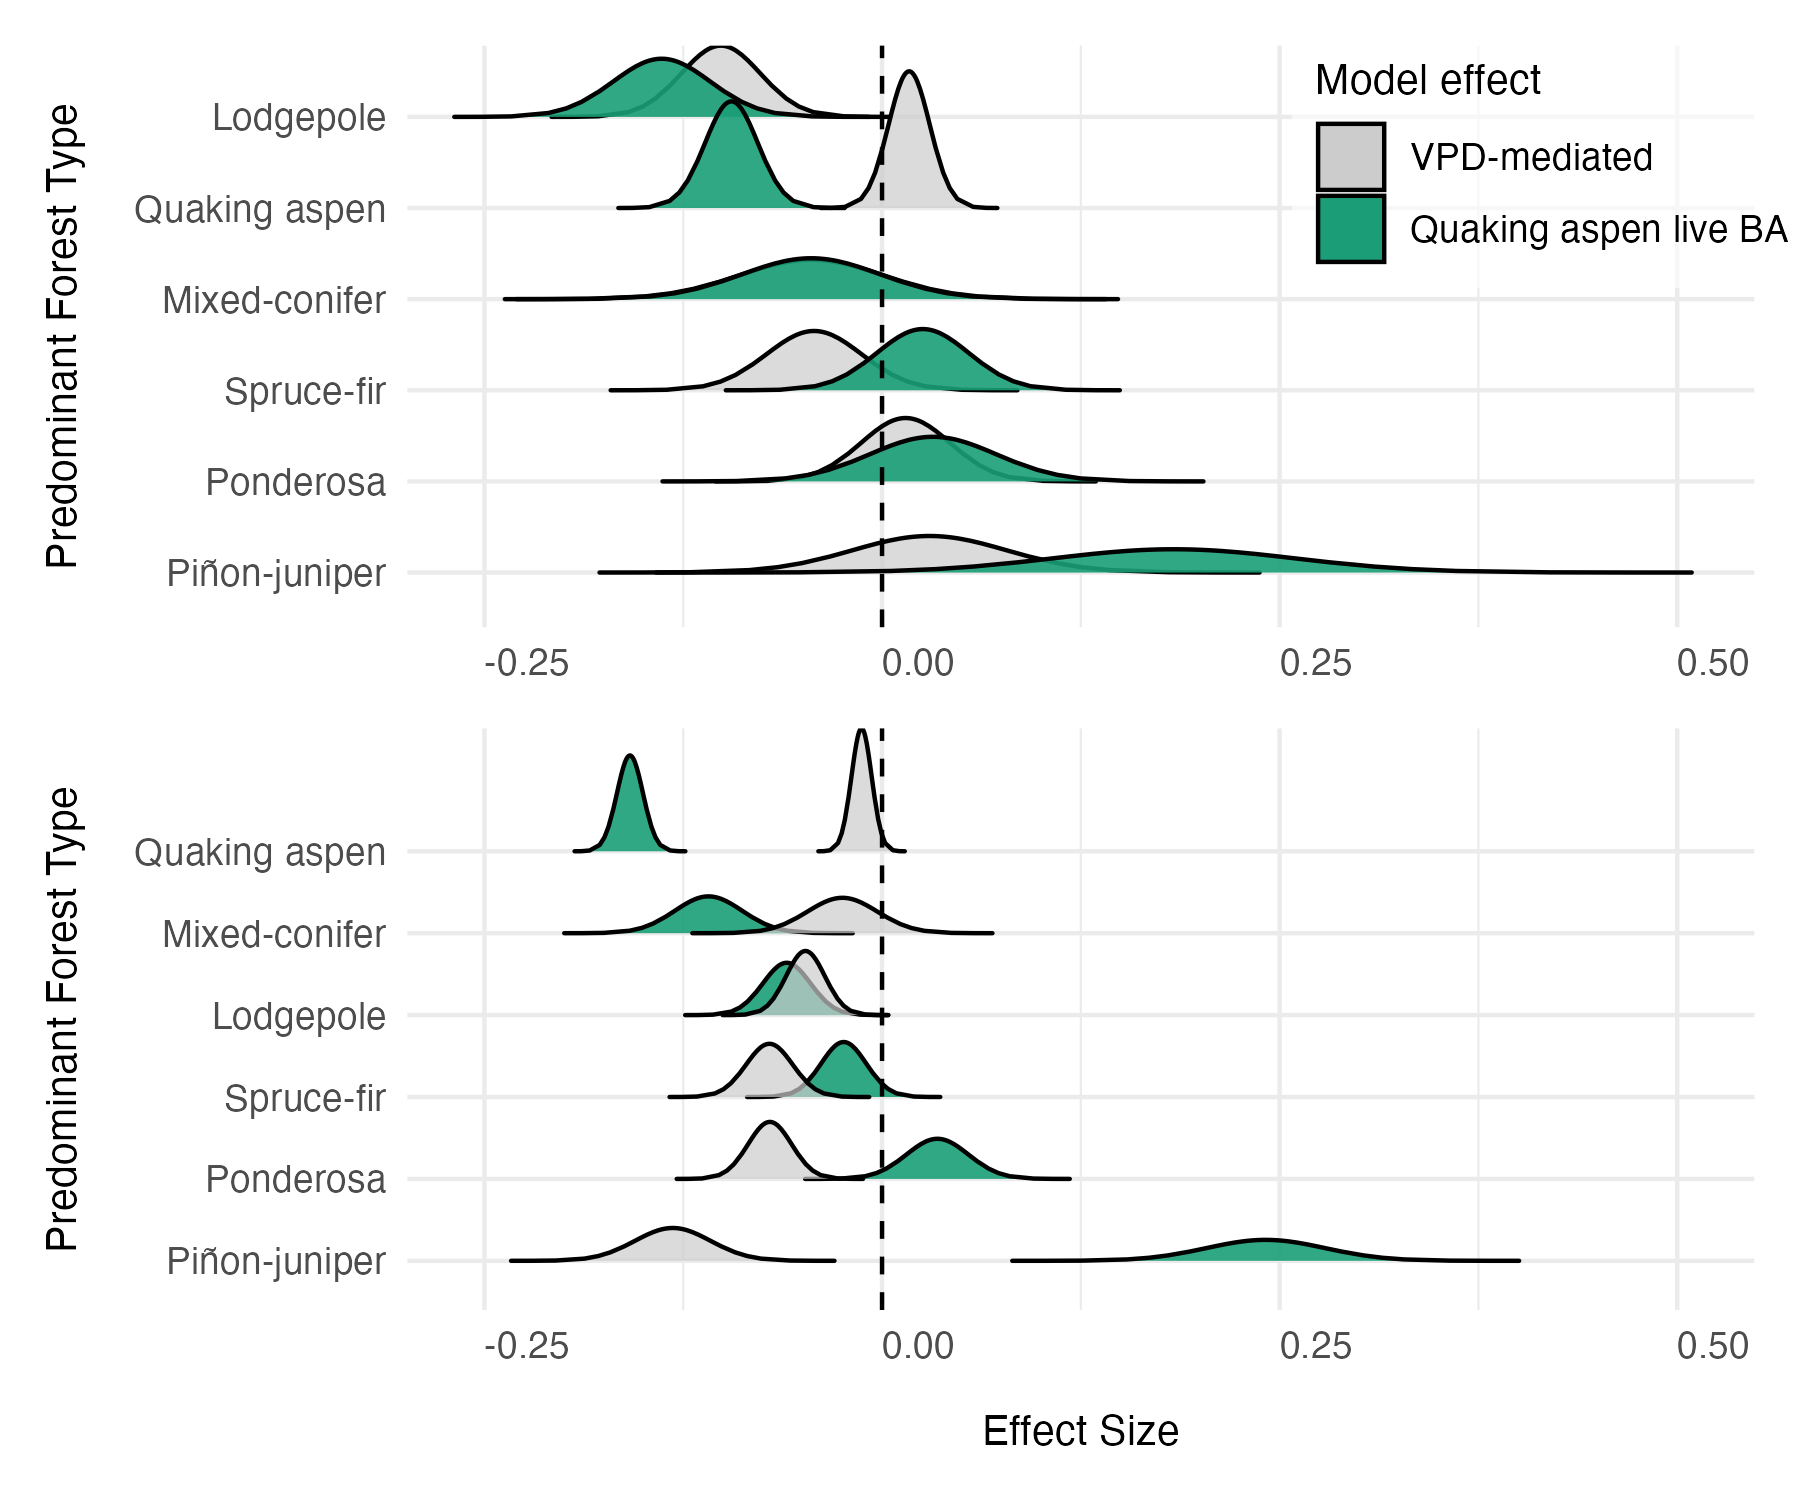 Predominant Forest Type
Lodgepole
Quaking aspen
Mixed-conifer
Spruce-fir
Ponderosa
Piñon-juniper
Model effect
VPD-mediated
Quaking aspen live BA
-0.25 0.00 0.25 0.50
Predominant Forest Type
Quaking aspen
Mixed-conifer
Lodgepole
Spruce-fir
Ponderosa
Piñon-juniper
-0.25 0.00 0.25 0.50
Effect Size